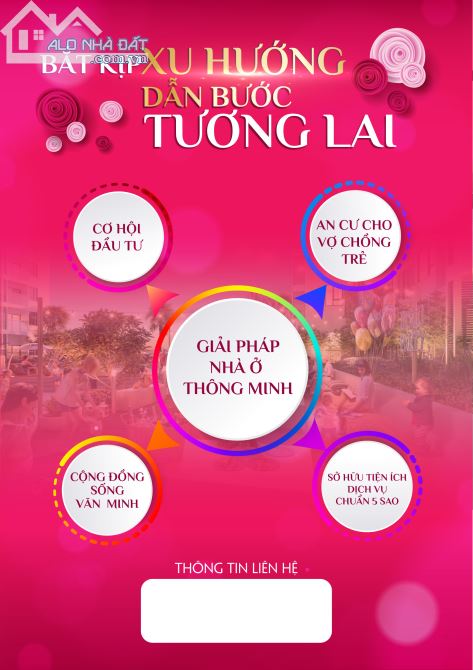 ALO NHÀ ĐẤT
.com.vn
BẮT KỊP XU HƯỚNG
DẪN BƯỚC
TƯƠNG LAI
CƠ HỘI
ĐẦU TƯ
AN CƯ CHO
VỢ CHỒNG
TRẺ
GIẢI PHÁP
NHÀ Ở
THÔNG MINH
CỘNG ĐỒNG
SỐNG
VĂN MINH
SỞ HỮU TIỆN ÍCH
DỊCH VỤ
CHUẨN 5 SAO
THÔNG TIN LIÊN HỆ